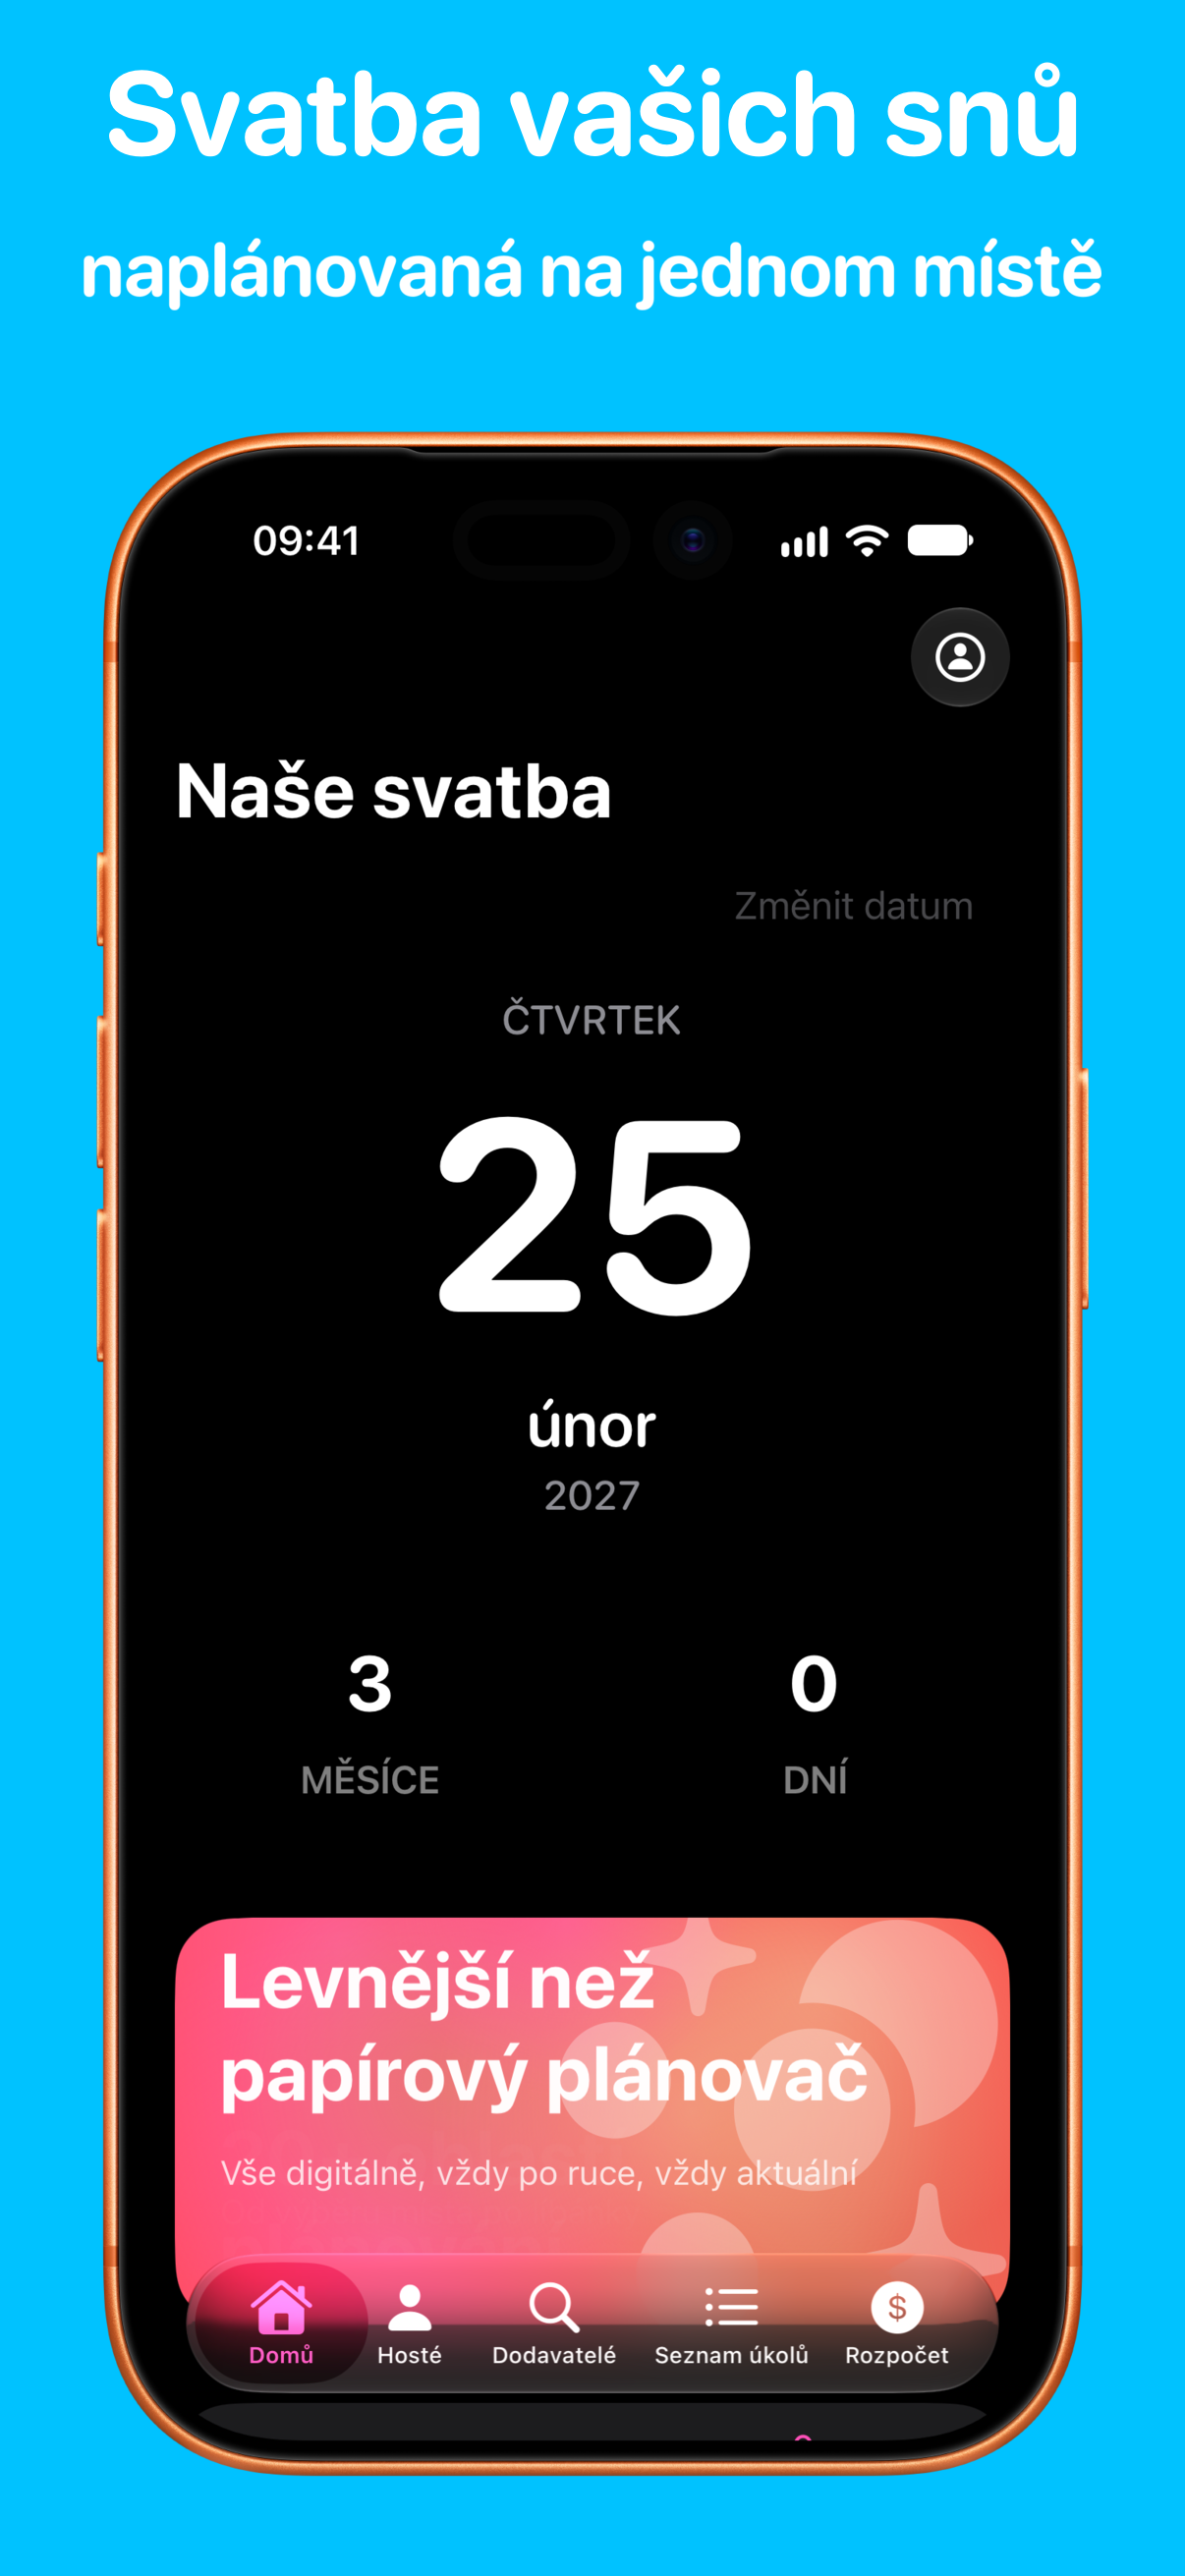 Svatba vašich snů
naplánovaná na jednom místě
09:41
Naše svatba
Změnit datum
ČTVRTEK
25
únor
2027
3
0
MĚSÍCE
DNÍ
Levnější než
papírový plánovač
Vše digitálně, vždy po ruce, vždy aktuální
$
Domů
Hosté
Dodavatelé
Seznam úkolů
Rozpočet